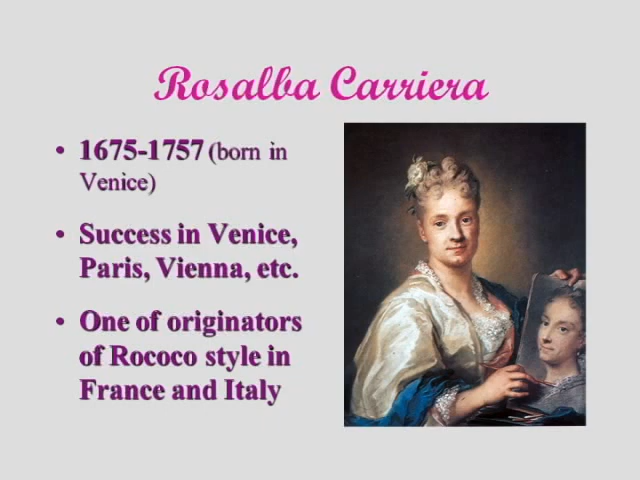 Rosalba Carriera
• 1675-1757 (born in
Venice)
• Success in Venice,
Paris, Vienna, etc.
• One of originators
of Rococo style in
France and Italy